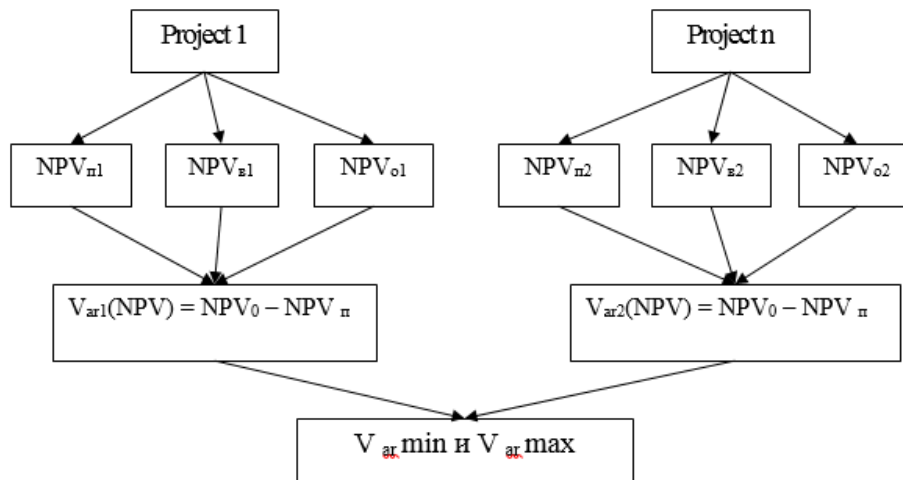 Project 1
Project n
NPVп1
NPVв1
NPVо1
NPVп2
NPVв2
NPVо2
Var1(NPV) = NPV0 – NPV п
Var2(NPV) = NPV0 – NPV п
V ar min и V ar max